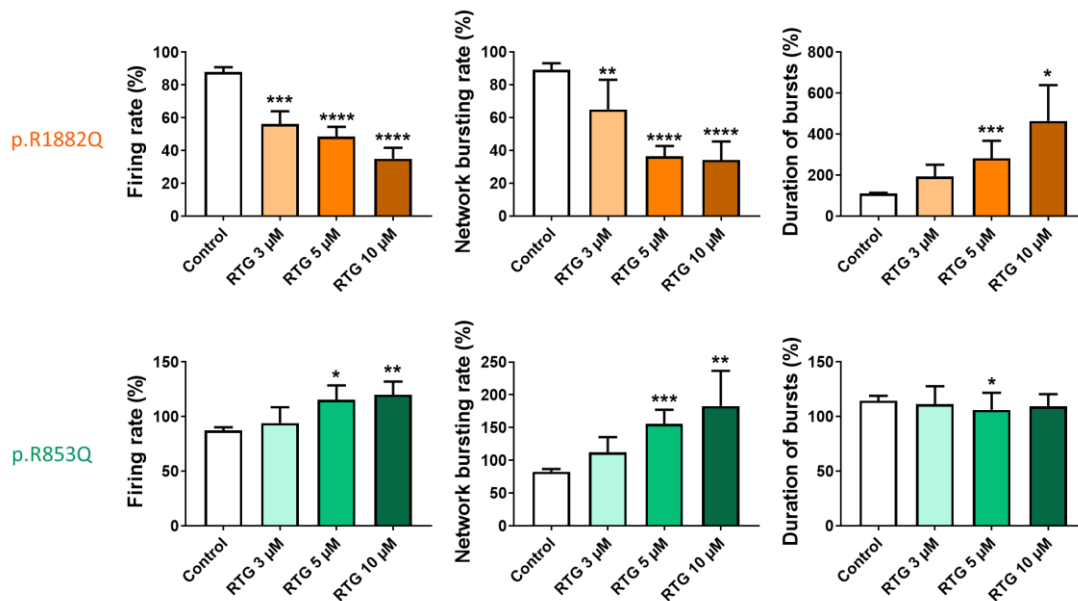 p.R1882Q
Firing rate (%)
100
80
60
40
20
0
***
****
****
Control
RTG 3 µM
RTG 5 µM
RTG 10 µM
Network bursting rate (%)
100
80
60
40
20
0
**
****
****
Control
RTG 3 µM
RTG 5 µM
RTG 10 µM
Duration of bursts (%)
800
600
400
200
0
***
*
Control
RTG 3 µM
RTG 5 µM
RTG 10 µM
p.R853Q
Firing rate (%)
150
100
50
0
*
**
Control
RTG 3 µM
RTG 5 µM
RTG 10 µM
Network bursting rate (%)
250
200
150
100
50
0
***
**
Control
RTG 3 µM
RTG 5 µM
RTG 10 µM
Duration of bursts (%)
150
100
50
0
*
Control
RTG 3 µM
RTG 5 µM
RTG 10 µM